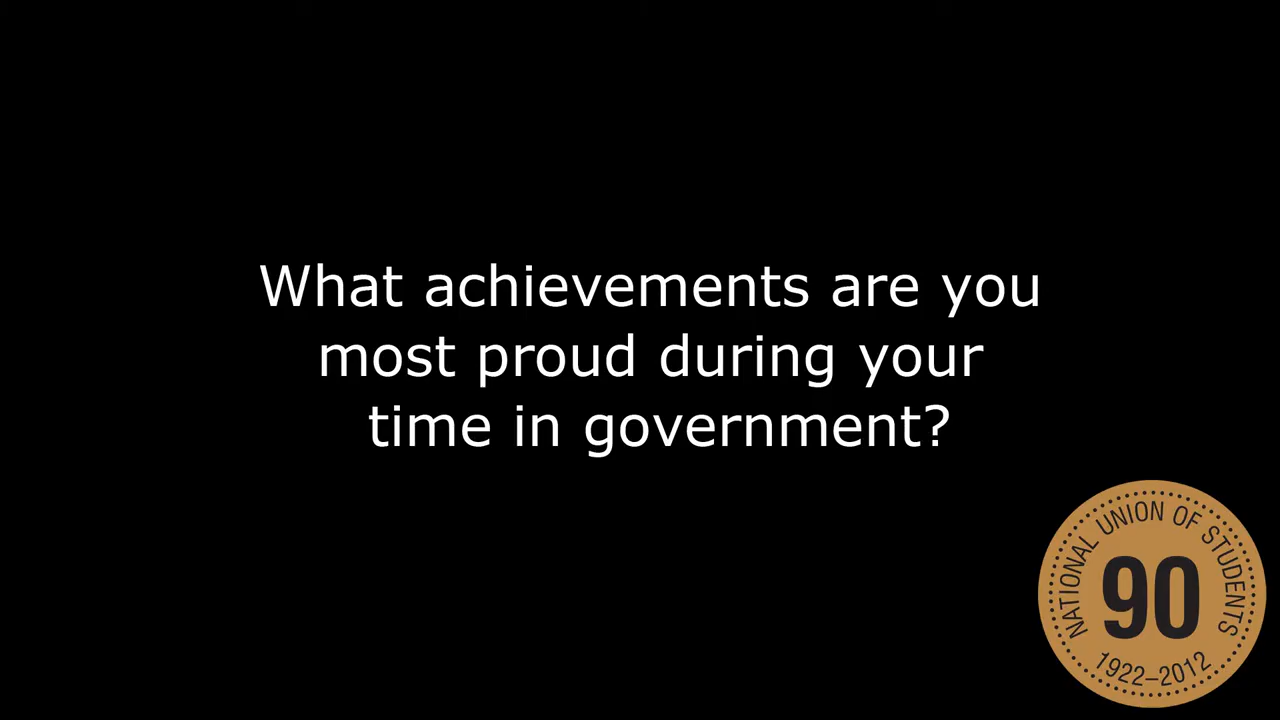 What achievements are you
most proud during your
time in government?
NATIONAL UNION OF STUDENTS
90
1922–2012